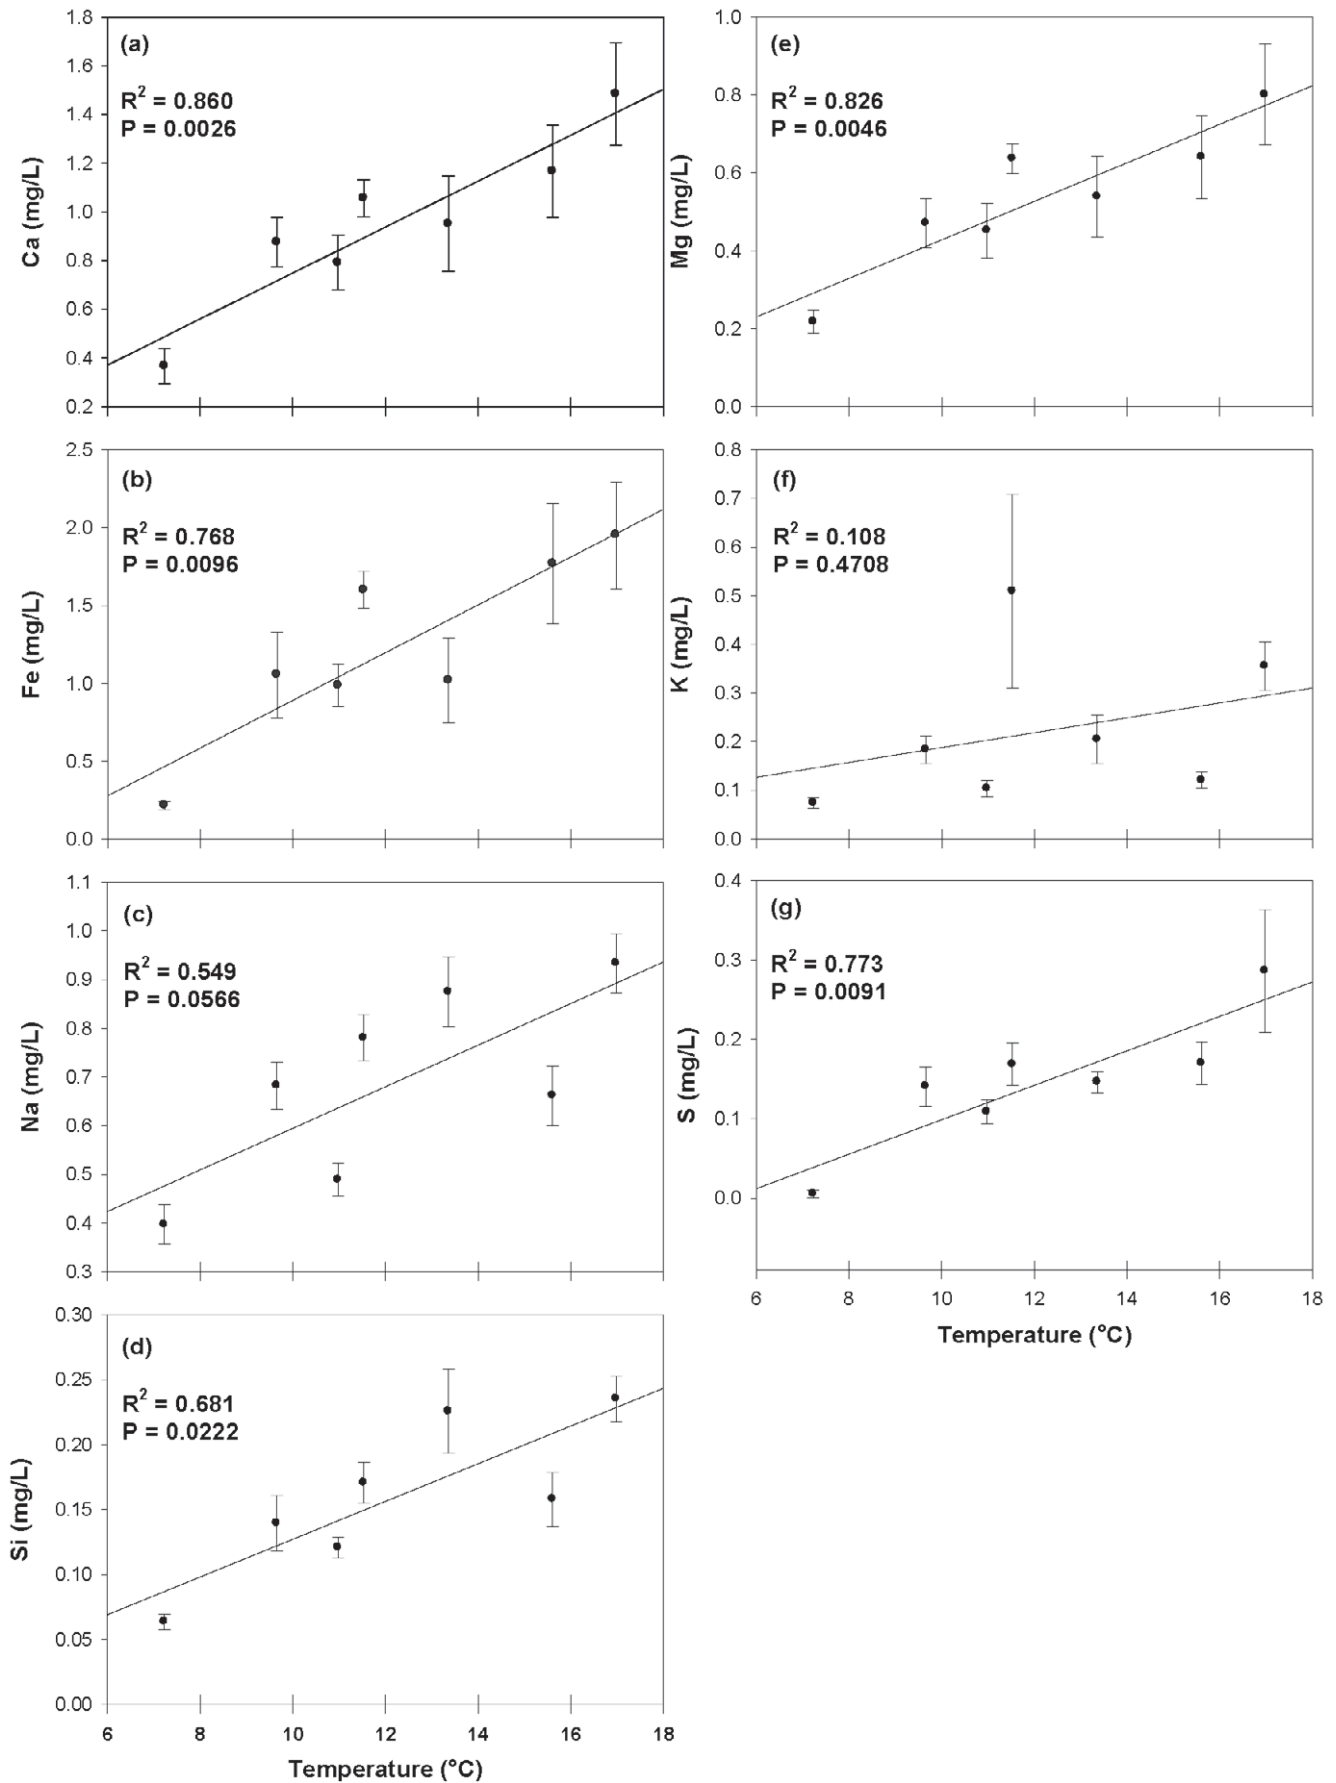 (a)
R² = 0.860
P = 0.0026
Ca (mg/L)
1.8
1.6
1.4
1.2
1.0
0.8
0.6
0.4
0.2
(b)
R² = 0.768
P = 0.0096
Fe (mg/L)
2.5
2.0
1.5
1.0
0.5
0.0
(c)
R² = 0.549
P = 0.0566
Na (mg/L)
1.1
1.0
0.9
0.8
0.7
0.6
0.5
0.4
0.3
(d)
R² = 0.681
P = 0.0222
Si (mg/L)
0.30
0.25
0.20
0.15
0.10
0.05
0.00
6 8 10 12 14 16 18
Temperature (°C)
(e)
R² = 0.826
P = 0.0046
Mg (mg/L)
1.0
0.8
0.6
0.4
0.2
0.0
(f)
R² = 0.108
P = 0.4708
K (mg/L)
0.8
0.7
0.6
0.5
0.4
0.3
0.2
0.1
0.0
(g)
R² = 0.773
P = 0.0091
S (mg/L)
0.4
0.3
0.2
0.1
0.0
6 8 10 12 14 16 18
Temperature (°C)